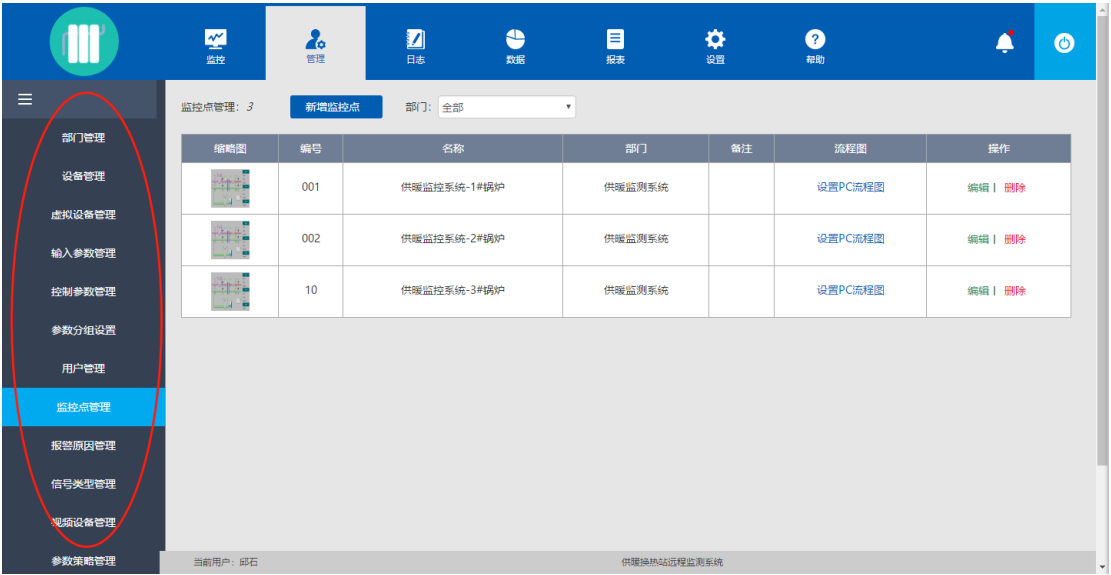 监控
管理
日志
数据
报表
设置
帮助
部门管理
设备管理
虚拟设备管理
输入参数管理
控制参数管理
参数分组设置
用户管理
监控点管理
报警原因管理
信号类型管理
视频设备管理
参数策略管理
监控点管理：3 新增监控点 部门：全部
缩略图 编号 名称 部门 备注 流程图 操作
001 供暖监控系统-1#锅炉 供暖监测系统 设置PC流程图 编辑 | 删除
002 供暖监控系统-2#锅炉 供暖监测系统 设置PC流程图 编辑 | 删除
10 供暖监控系统-3#锅炉 供暖监测系统 设置PC流程图 编辑 | 删除
当前用户：邱石 供暖换热站远程监测系统